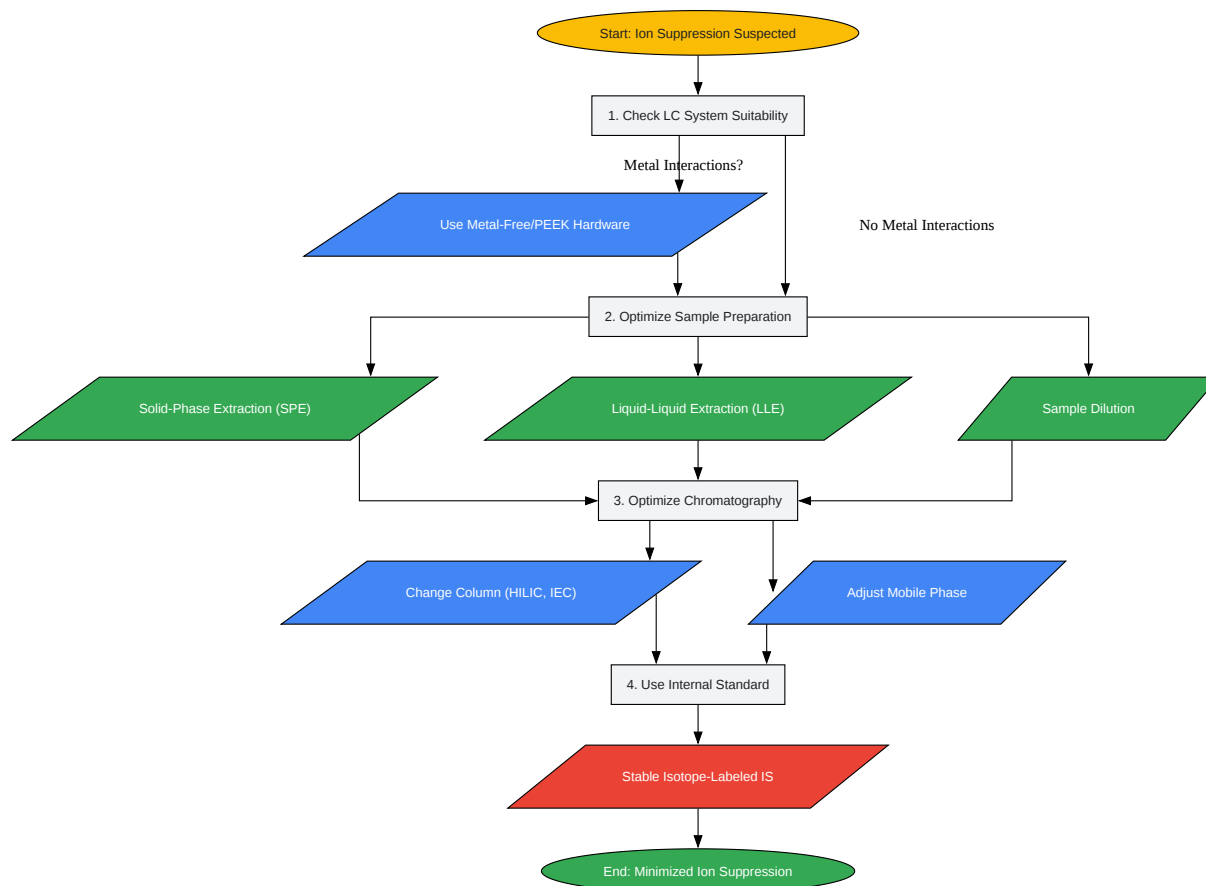 Start: Ion Suppression Suspected
1. Check LC System Suitability
Metal Interactions?
Use Metal-Free/PEEK Hardware
No Metal Interactions
2. Optimize Sample Preparation
Solid-Phase Extraction (SPE)
Liquid-Liquid Extraction (LLE)
Sample Dilution
3. Optimize Chromatography
Change Column (HILIC, IEC)
Adjust Mobile Phase
4. Use Internal Standard
Stable Isotope-Labeled IS
End: Minimized Ion Suppression